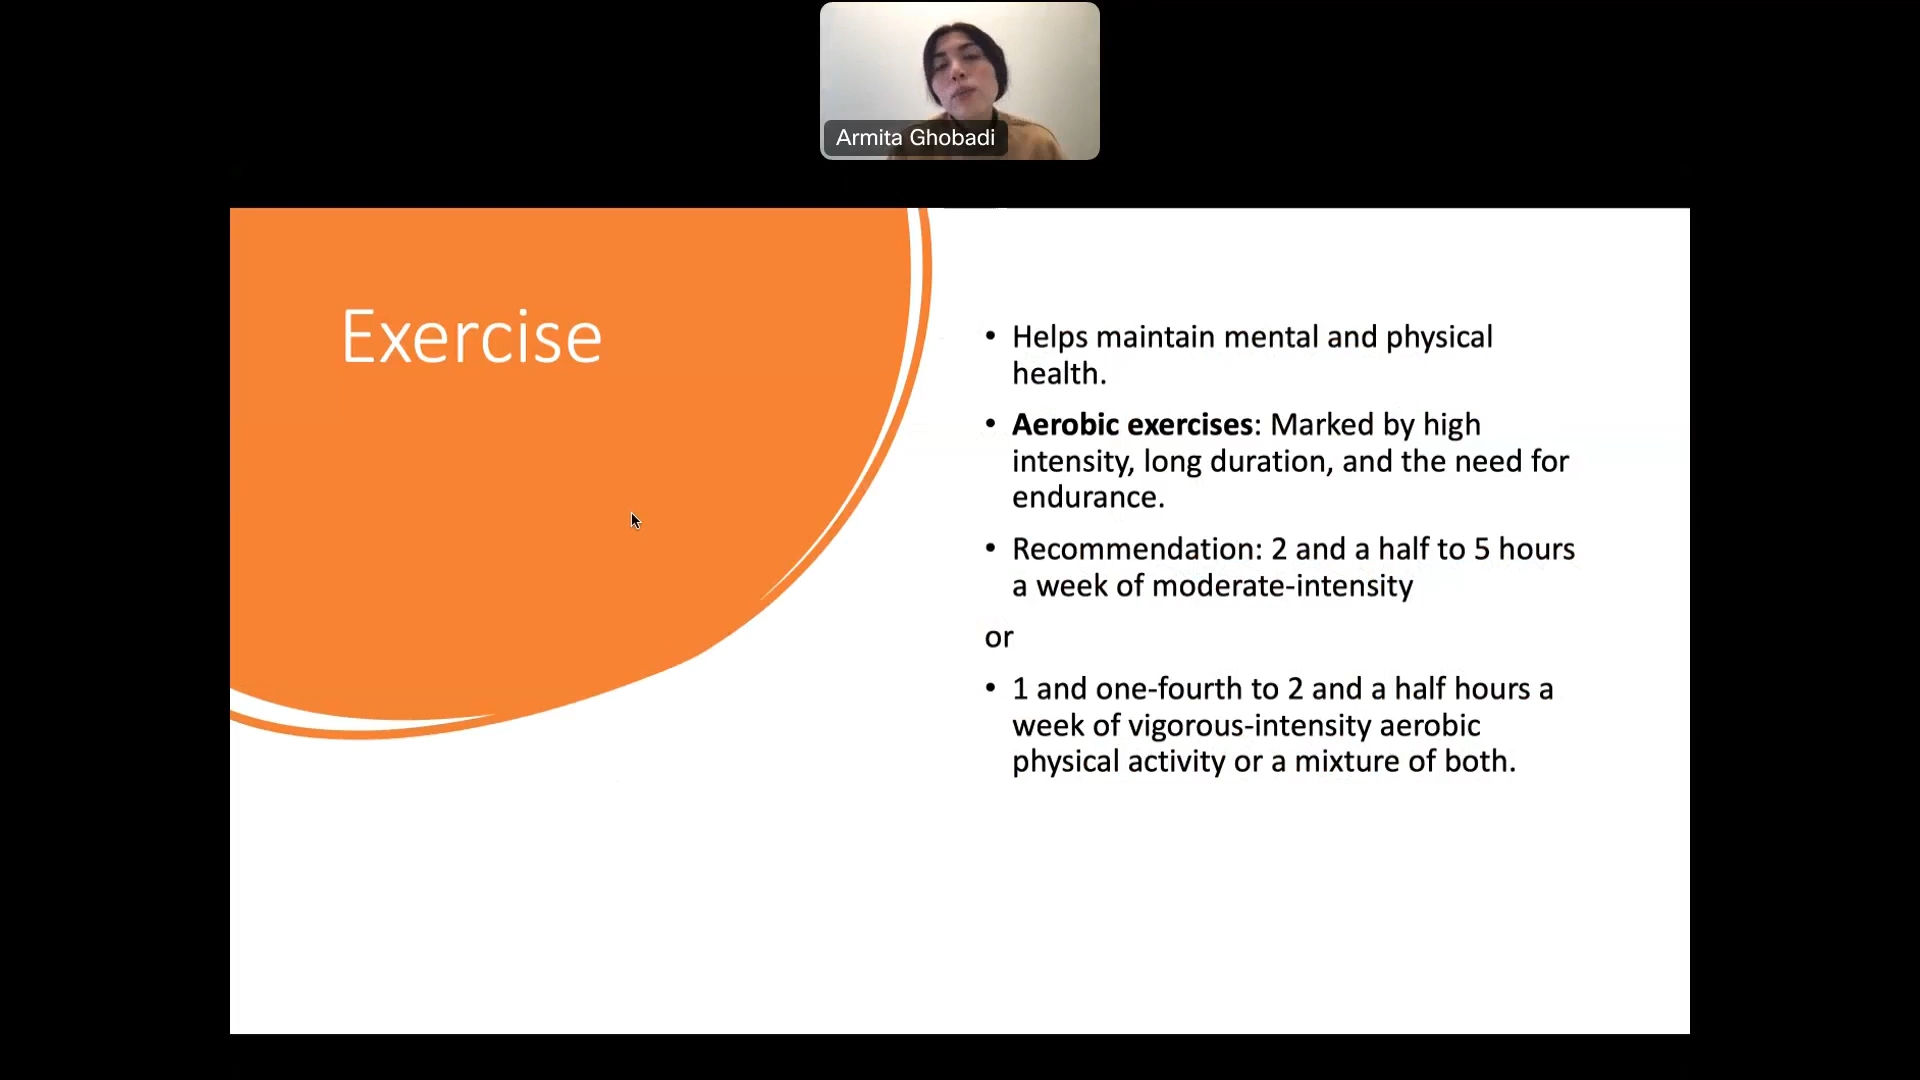 Armita Ghobadi
Exercise
• Helps maintain mental and physical
health.
• Aerobic exercises: Marked by high
intensity, long duration, and the need for
endurance.
• Recommendation: 2 and a half to 5 hours
a week of moderate-intensity
or
• 1 and one-fourth to 2 and a half hours a
week of vigorous-intensity aerobic
physical activity or a mixture of both.